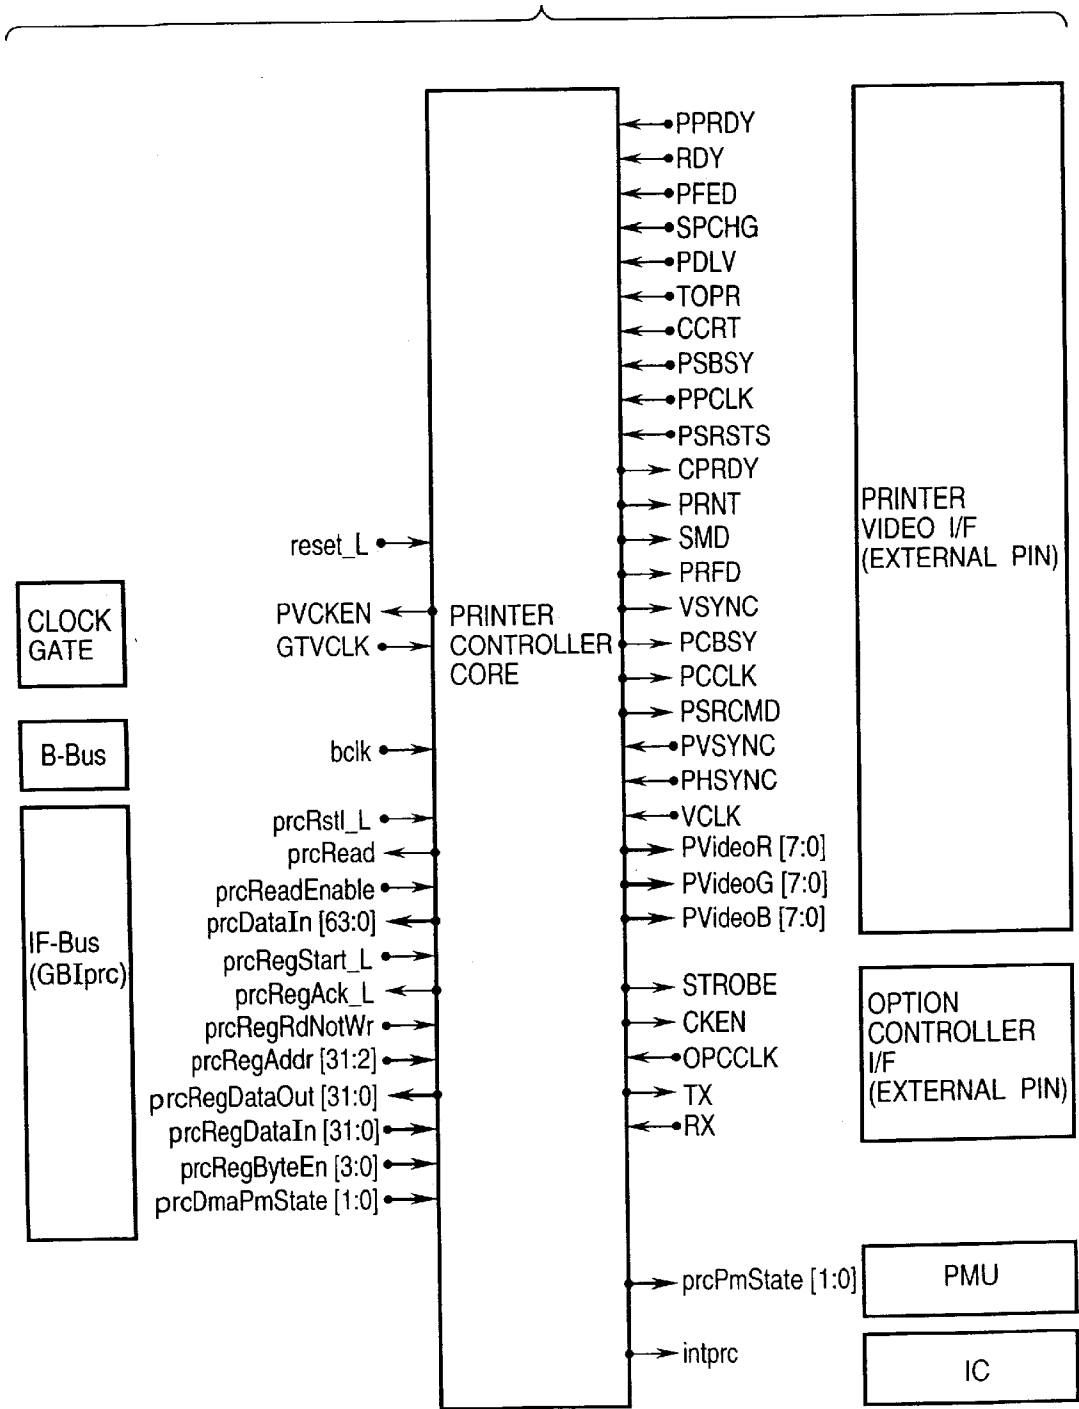 PPRDY
RDY
PFED
SPCHG
PDLV
TOPR
CCRT
PSBSY
PPCLK
PSRSTS
CPRDY
PRNT
SMD
PRFD
VSYNC
PCBSY
PCCLK
PSRCMD
PVSYNC
PHSYNC
VCLK
PVideoR [7:0]
PVideoG [7:0]
PVideoB [7:0]
PRINTER
VIDEO I/F
(EXTERNAL PIN)
reset_L
PVCKEN
GTVCLK
CLOCK
GATE
PRINTER
CONTROLLER
CORE
B-Bus
bclk
IF-Bus
(GBIprc)
prcRstI_L
prcRead
prcReadEnable
prcDataIn [63:0]
prcRegStart_L
prcRegAck_L
prcRegRdNotWr
prcRegAddr [31:2]
prcRegDataOut [31:0]
prcRegDataIn [31:0]
prcRegByteEn [3:0]
prcDmaPmState [1:0]
STROBE
CKEN
OPCCLK
TX
RX
OPTION
CONTROLLER
I/F
(EXTERNAL PIN)
prcPmState [1:0]
PMU
intprc
IC